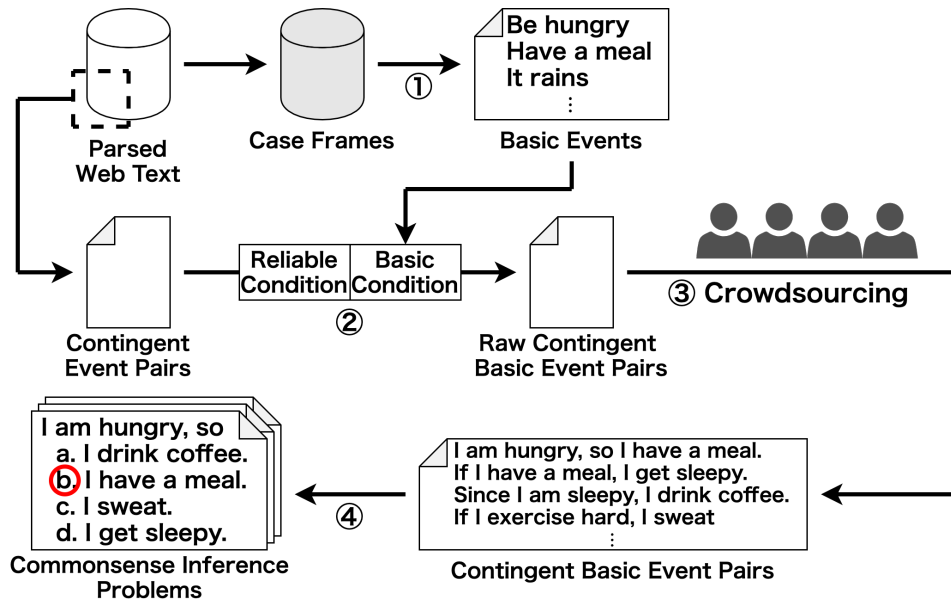 Be hungry
Have a meal
It rains
⋮
①
Parsed
Web Text
Case Frames
Basic Events
Reliable
Condition
Basic
Condition
②
③ Crowdsourcing
Contingent
Event Pairs
Raw Contingent
Basic Event Pairs
I am hungry, so
a. I drink coffee.
b. I have a meal.
c. I sweat.
d. I get sleepy.
④
I am hungry, so I have a meal.
If I have a meal, I get sleepy.
Since I am sleepy, I drink coffee.
If I exercise hard, I sweat
⋮
Commonsense Inference
Problems
Contingent Basic Event Pairs